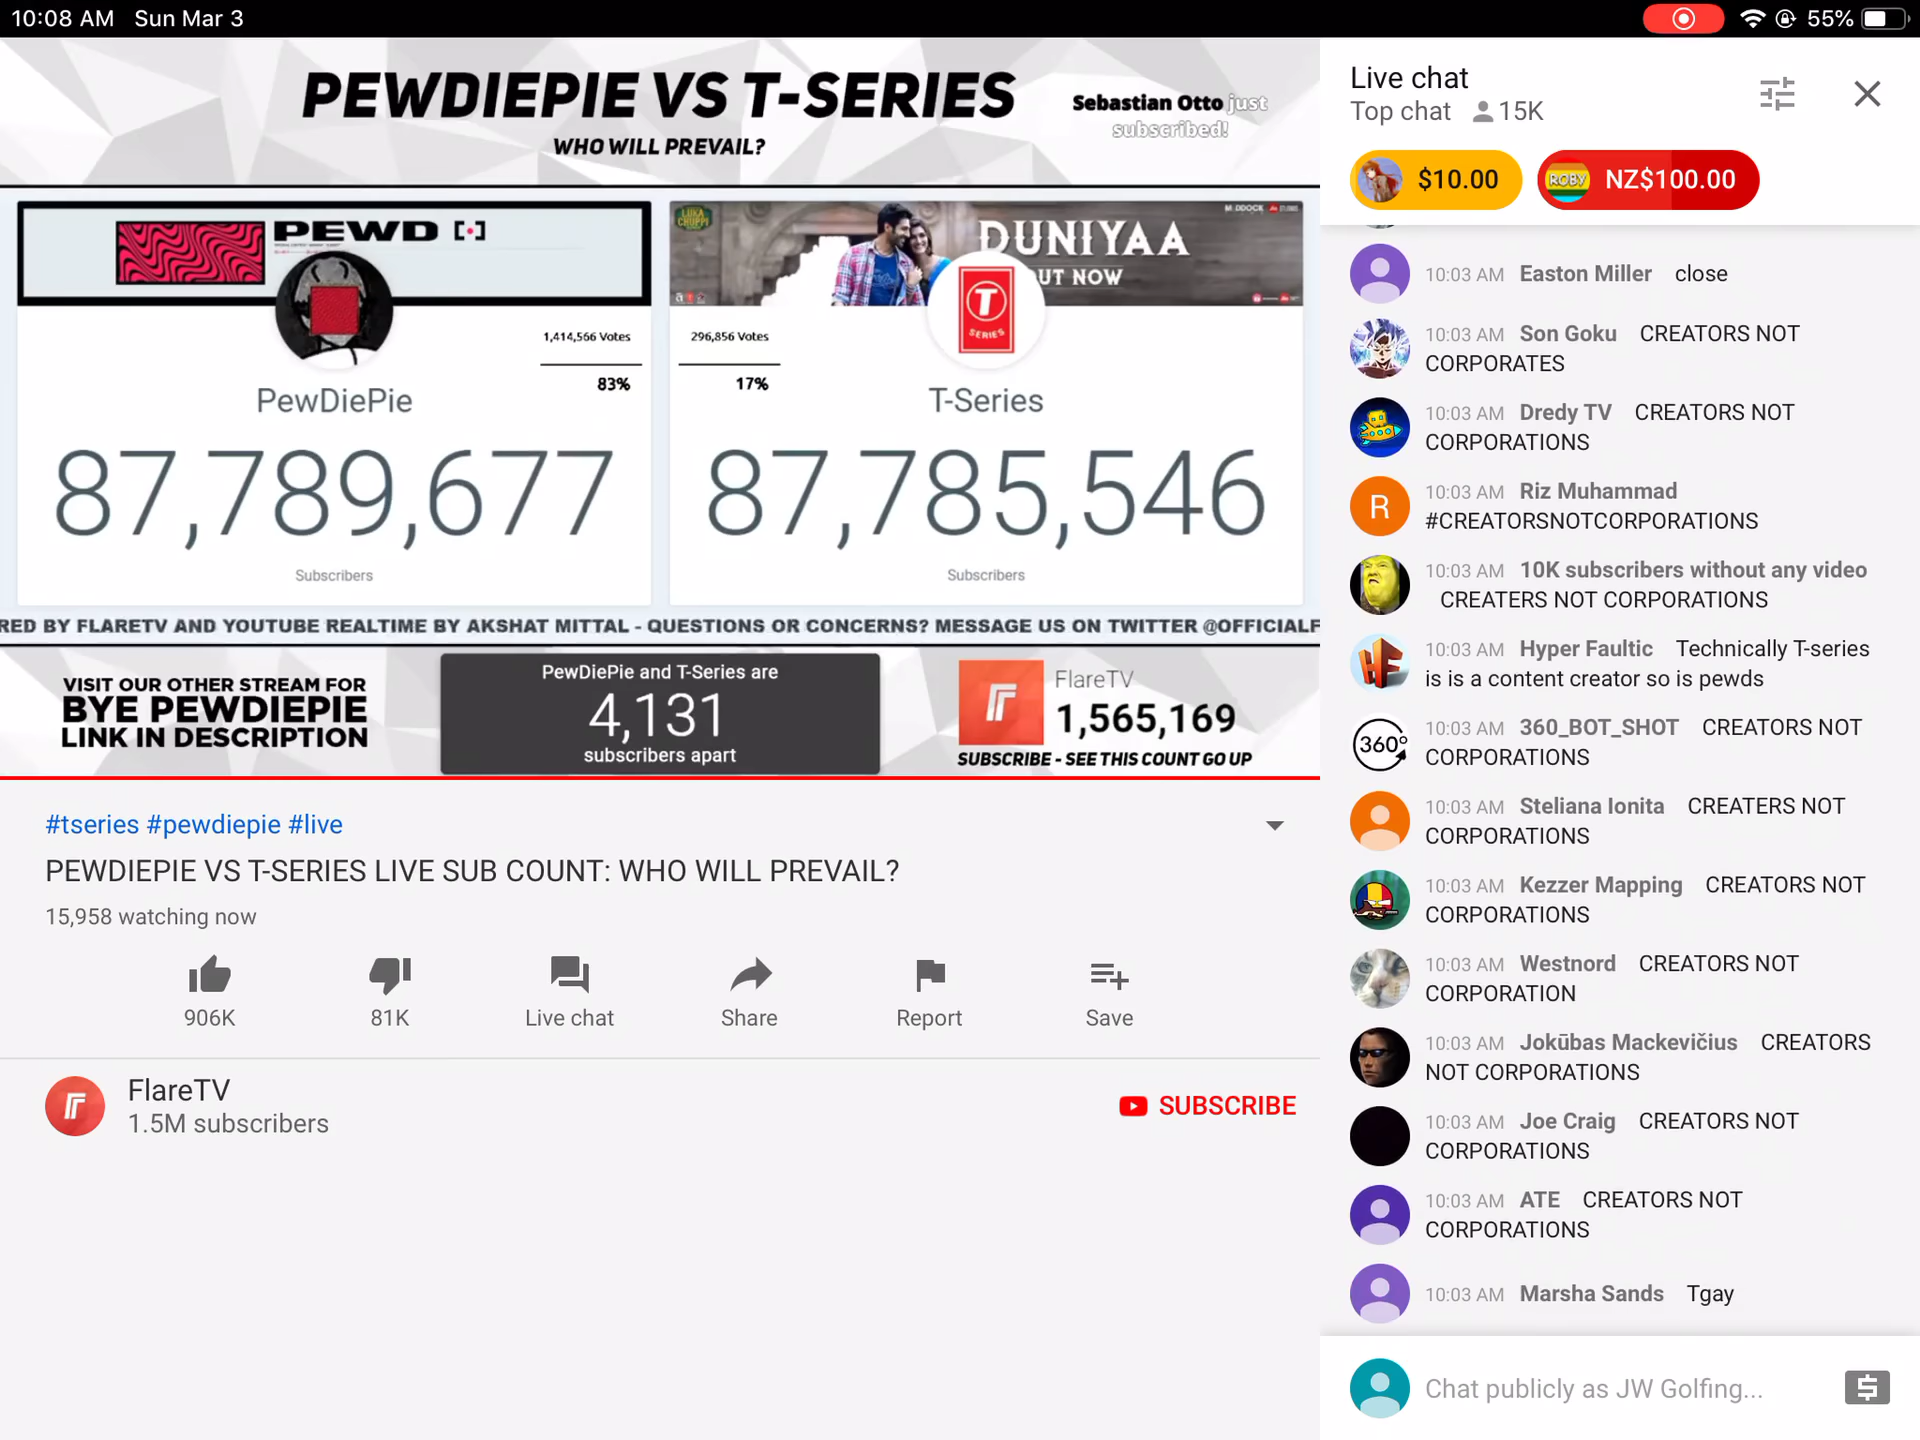 10:08 AM Sun Mar 3
55%
PEWDIEPIE VS T-SERIES
WHO WILL PREVAIL?
Sebastian Otto just
subscribed!
PEWD
1,414,566 Votes
83%
PewDiePie
87,789,677
Subscribers
LUKA
CHUPPI
DUNIYAA
OUT NOW
T
SERIES
296,856 Votes
17%
T-Series
87,785,546
Subscribers
RED BY FLARETV AND YOUTUBE REALTIME BY AKSHAT MITTAL - QUESTIONS OR CONCERNS? MESSAGE US ON TWITTER @OFFICIALF
VISIT OUR OTHER STREAM FOR
BYE PEWDIEPIE
LINK IN DESCRIPTION
PewDiePie and T-Series are
4,131
subscribers apart
FlareTV
1,565,169
SUBSCRIBE - SEE THIS COUNT GO UP
#tseries #pewdiepie #live
PEWDIEPIE VS T-SERIES LIVE SUB COUNT: WHO WILL PREVAIL?
15,958 watching now
906K
81K
Live chat
Share
Report
Save
FlareTV
1.5M subscribers
SUBSCRIBE
Live chat
Top chat 15K
$10.00
ROBY NZ$100.00
10:03 AM Easton Miller close
10:03 AM Son Goku CREATORS NOT
CORPORATES
10:03 AM Dredy TV CREATORS NOT
CORPORATIONS
R
10:03 AM Riz Muhammad
#CREATORSNOTCORPORATIONS
10:03 AM 10K subscribers without any video
CREATERS NOT CORPORATIONS
10:03 AM Hyper Faultic Technically T-series
is is a content creator so is pewds
360°
10:03 AM 360_BOT_SHOT CREATORS NOT
CORPORATIONS
10:03 AM Steliana Ionita CREATERS NOT
CORPORATIONS
10:03 AM Kezzer Mapping CREATORS NOT
CORPORATIONS
10:03 AM Westnord CREATORS NOT
CORPORATION
10:03 AM Jokūbas Mackevičius CREATORS
NOT CORPORATIONS
10:03 AM Joe Craig CREATORS NOT
CORPORATIONS
10:03 AM ATE CREATORS NOT
CORPORATIONS
10:03 AM Marsha Sands Tgay
Chat publicly as JW Golfing...